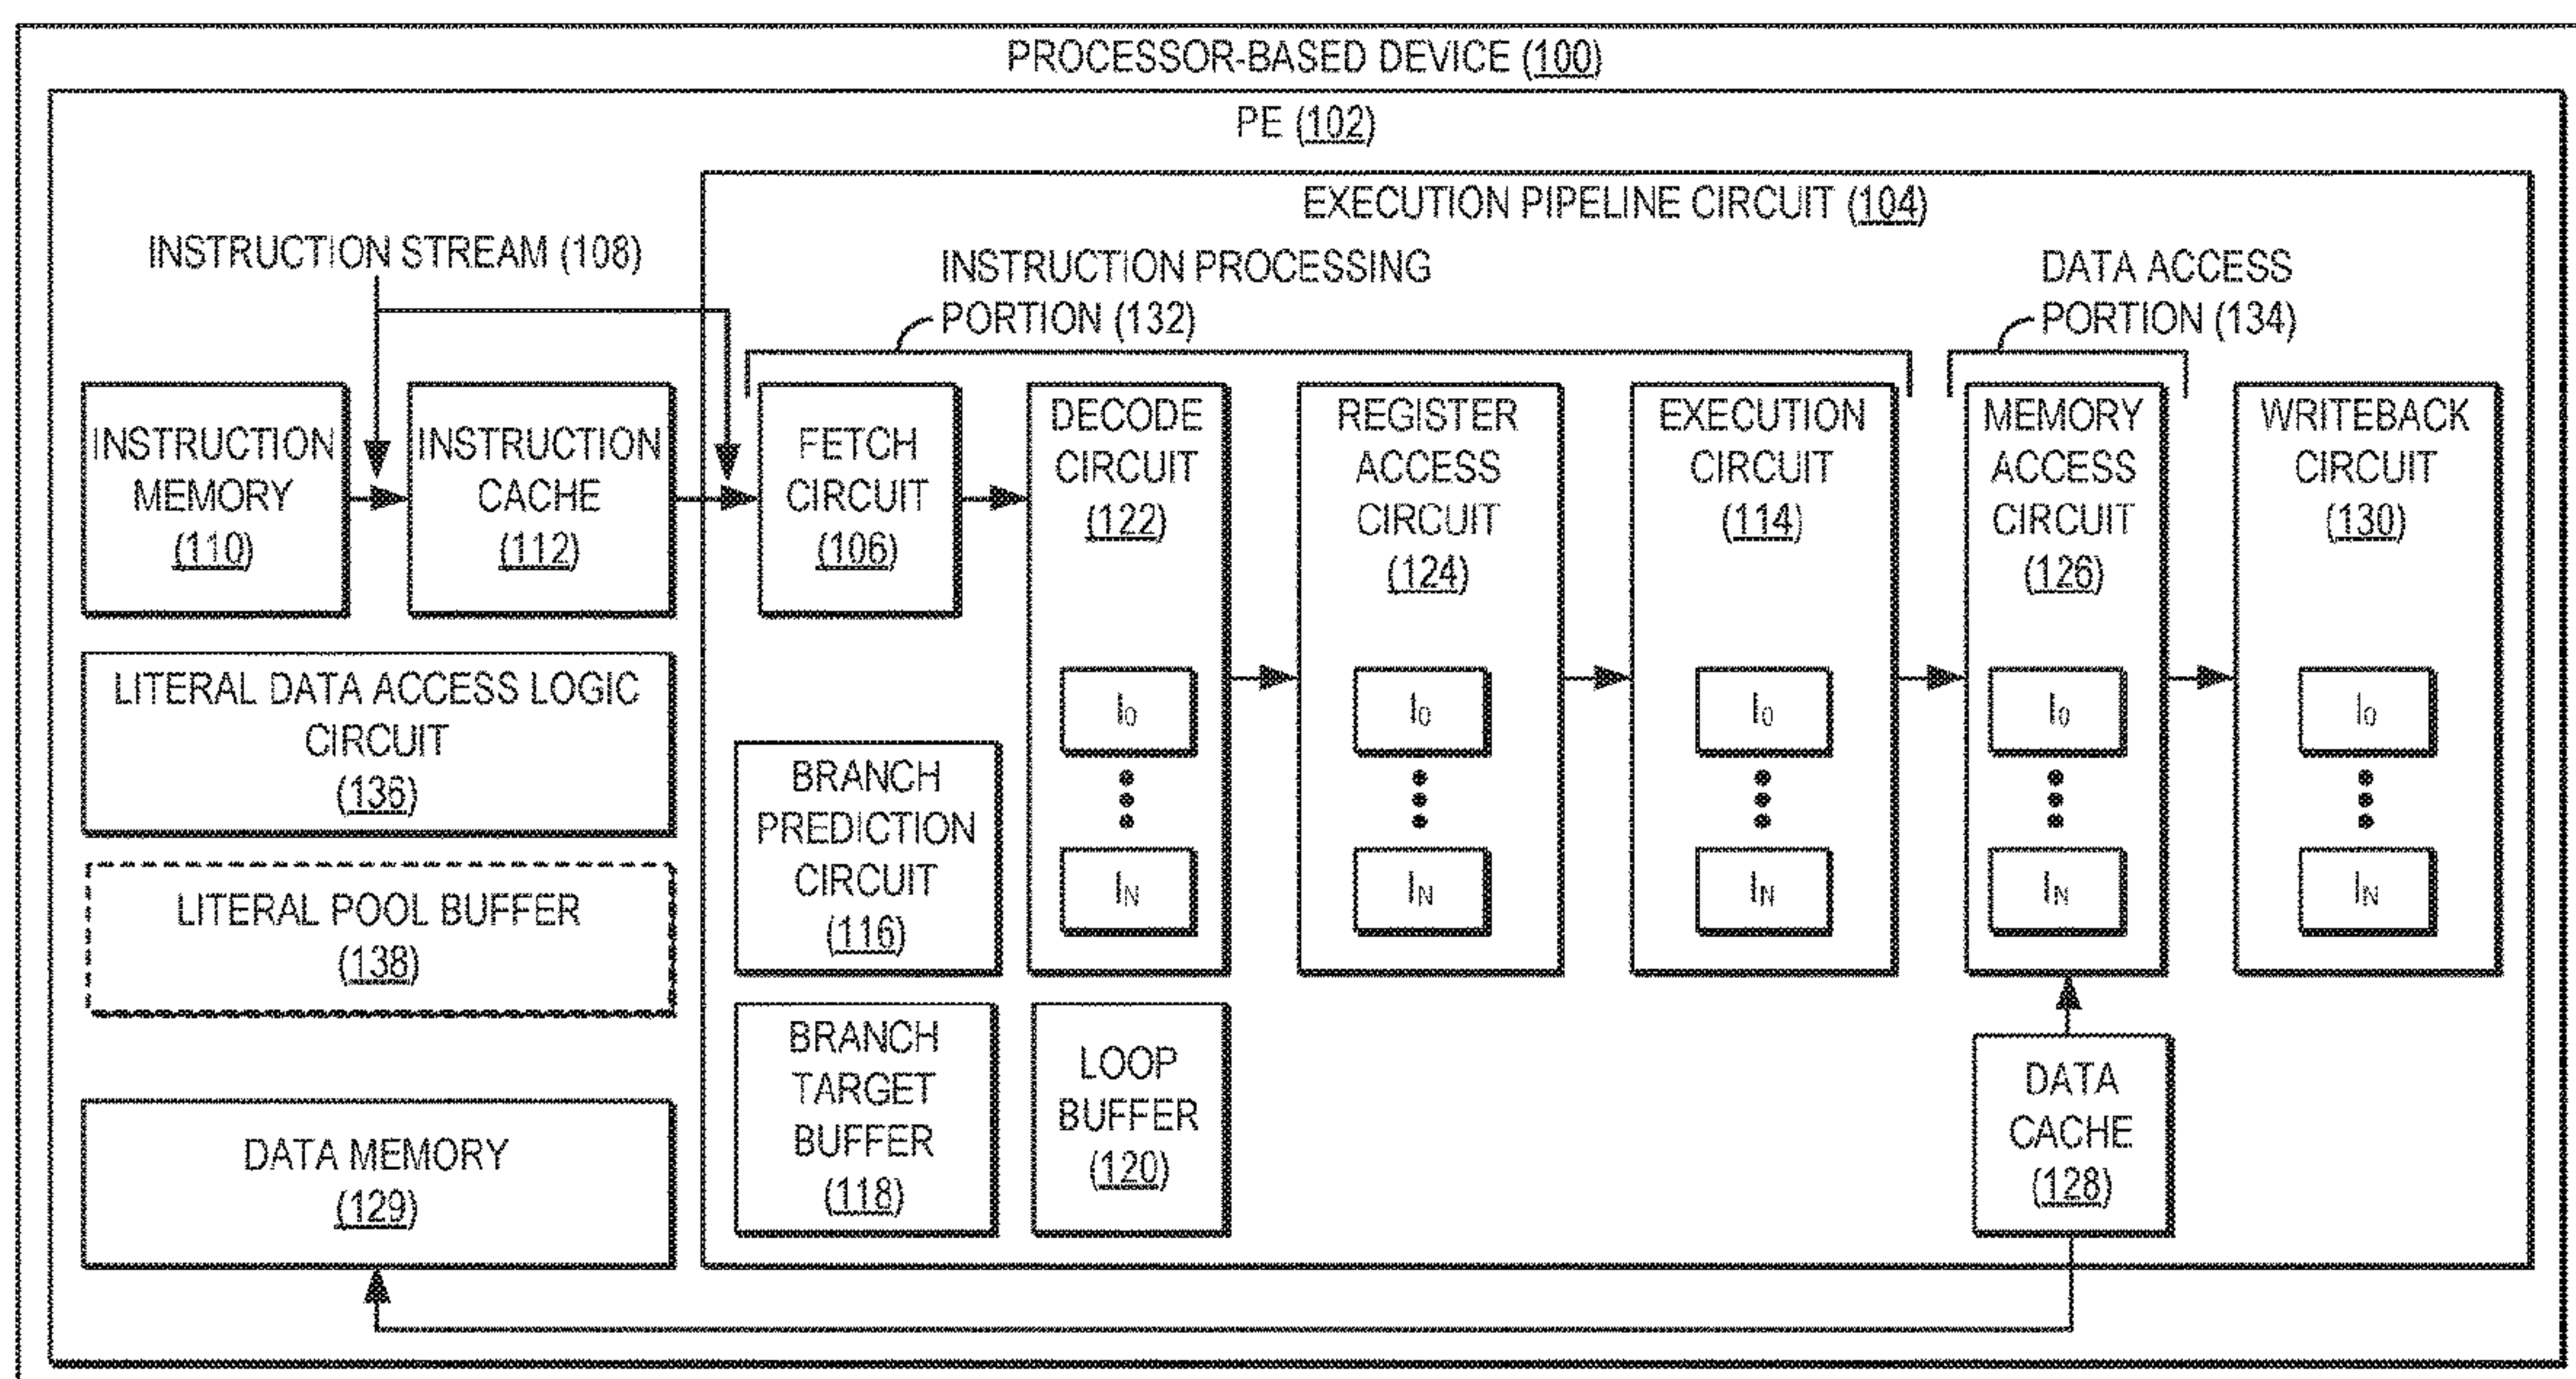 PROCESSOR-BASED DEVICE (100)
PE (102)
EXECUTION PIPELINE CIRCUIT (104)
INSTRUCTION STREAM (108)
INSTRUCTION PROCESSING
PORTION (132)
DATA ACCESS
PORTION (134)
INSTRUCTION
MEMORY
(110)
INSTRUCTION
CACHE
(112)
FETCH
CIRCUIT
(106)
DECODE
CIRCUIT
(122)
I0
IN
REGISTER
ACCESS
CIRCUIT
(124)
I0
IN
EXECUTION
CIRCUIT
(114)
I0
IN
MEMORY
ACCESS
CIRCUIT
(126)
I0
IN
WRITEBACK
CIRCUIT
(130)
I0
IN
LITERAL DATA ACCESS LOGIC
CIRCUIT
(136)
BRANCH
PREDICTION
CIRCUIT
(116)
LITERAL POOL BUFFER
(138)
BRANCH
TARGET
BUFFER
(118)
LOOP
BUFFER
(120)
DATA
CACHE
(128)
DATA MEMORY
(129)